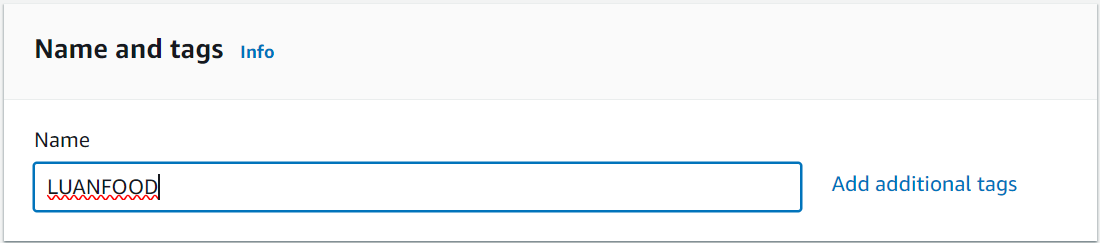 Name and tags Info
Name
LUANFOOD
Add additional tags